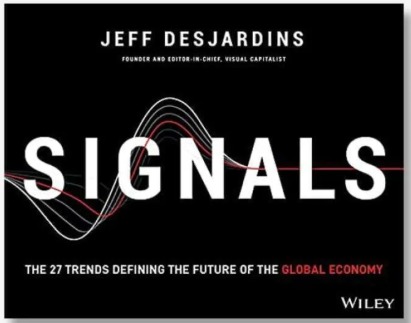 JEFF DESJARDINS
FOUNDER AND EDITOR-IN-CHIEF, VISUAL CAPITALIST
SIGNALS
THE 27 TRENDS DEFINING THE FUTURE OF THE GLOBAL ECONOMY
WILEY